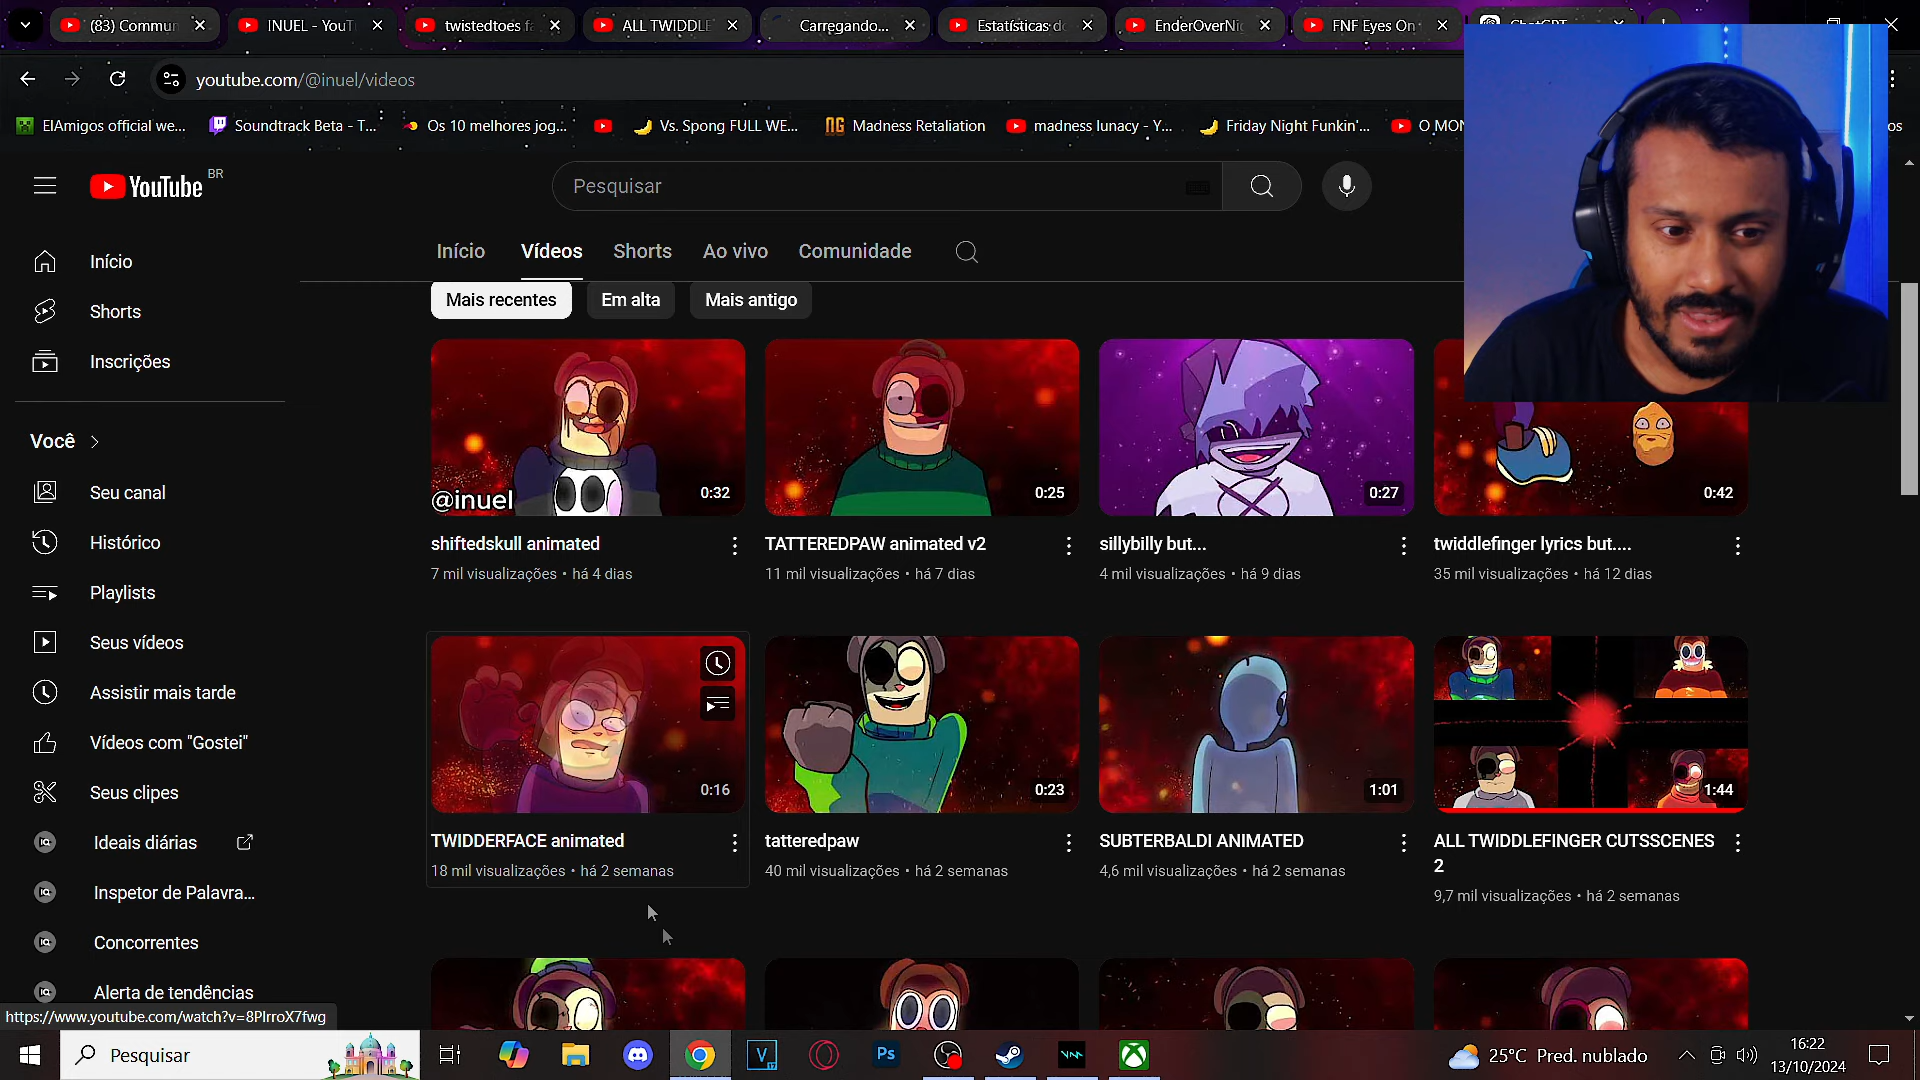 (83) Commun
INUEL - YouT
twistedtoes fa
ALL TWIDDLE
Carregando...
Estatísticas do
EnderOverNi
FNF Eyes On
ChatGPT
youtube.com/@inuel/videos
ElAmigos official we...
Soundtrack Beta - T...
Os 10 melhores jog...
Vs. Spong FULL WE...
Madness Retaliation
madness lunacy - Y...
Friday Night Funkin'...
O MON
os
YouTube BR
Pesquisar
Início
Vídeos
Shorts
Ao vivo
Comunidade
Mais recentes
Em alta
Mais antigo
Início
Shorts
Inscrições
Você
Seu canal
Histórico
Playlists
Seus vídeos
Assistir mais tarde
Vídeos com "Gostei"
Seus clipes
Ideais diárias
Inspetor de Palavra...
Concorrentes
Alerta de tendências
@inuel
0:32
0:25
0:27
0:42
shiftedskull animated
7 mil visualizações • há 4 dias
TATTEREDPAW animated v2
11 mil visualizações • há 7 dias
sillybilly but...
4 mil visualizações • há 9 dias
twiddlefinger lyrics but....
35 mil visualizações • há 12 dias
0:16
0:23
1:01
1:44
TWIDDERFACE animated
18 mil visualizações • há 2 semanas
tatteredpaw
40 mil visualizações • há 2 semanas
SUBTERBALDI ANIMATED
4,6 mil visualizações • há 2 semanas
ALL TWIDDLEFINGER CUTSSCENES
2
9,7 mil visualizações • há 2 semanas
https://www.youtube.com/watch?v=8PIrroX7fwg
Pesquisar
25°C Pred. nublado
16:22
13/10/2024